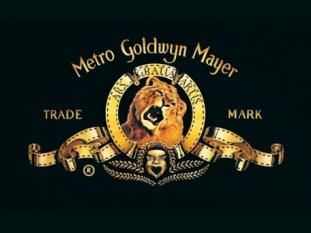 Metro Goldwyn Mayer
ARS GRATIA ARTIS
TRADE MARK
®